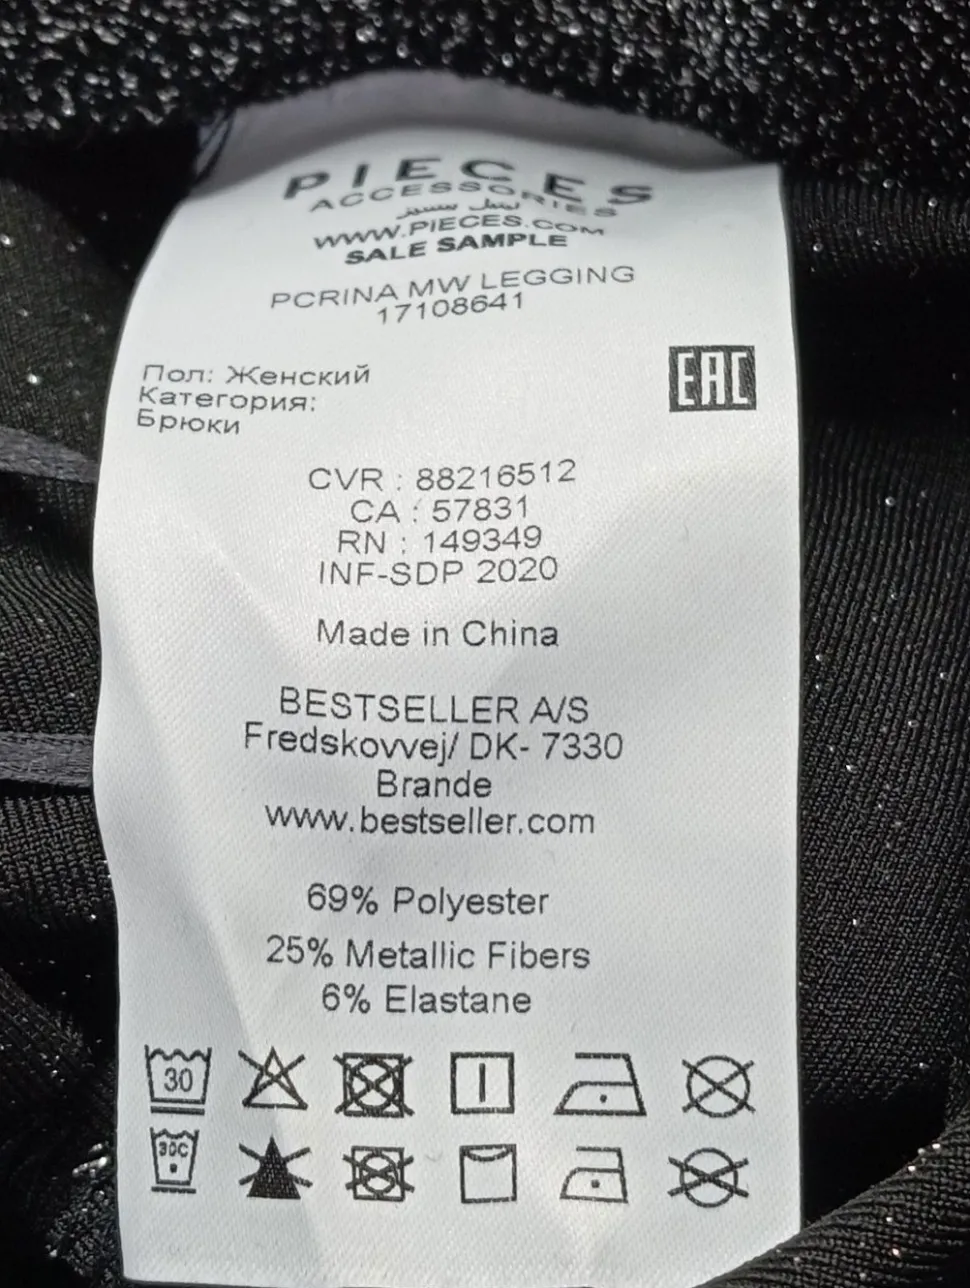 PIECES
ACCESSORIES
WWW.PIECES.COM
SALE SAMPLE
PCRINA MW LEGGING
17108641
EAC
Пол: Женский
Категория:
Брюки
CVR : 88216512
CA : 57831
RN : 149349
INF-SDP 2020
Made in China
BESTSELLER A/S
Fredskovvej/ DK- 7330
Brande
www.bestseller.com
69% Polyester
25% Metallic Fibers
6% Elastane
30
30C